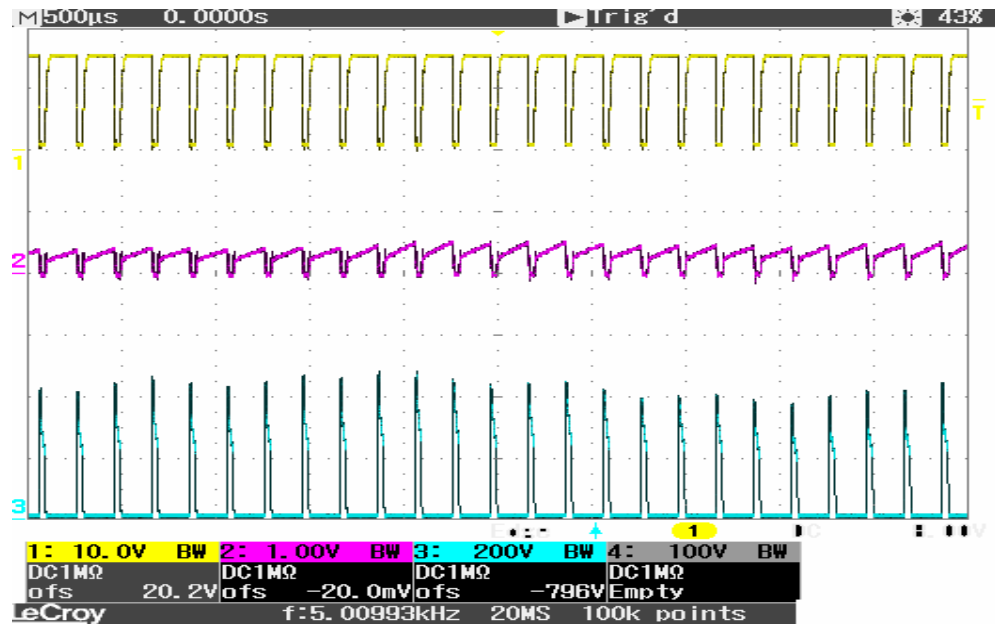 M 500µs 0.0000s Trig'd 43%
T
1
2
3
1
1: 10.0V BW 2: 1.00V BW 3: 200V BW 4: 100V BW
DC1MΩ DC1MΩ DC1MΩ DC1MΩ
ofs 20.2V ofs -20.0mV ofs -796V Empty
LeCroy f:5.00993kHz 20MS 100k points